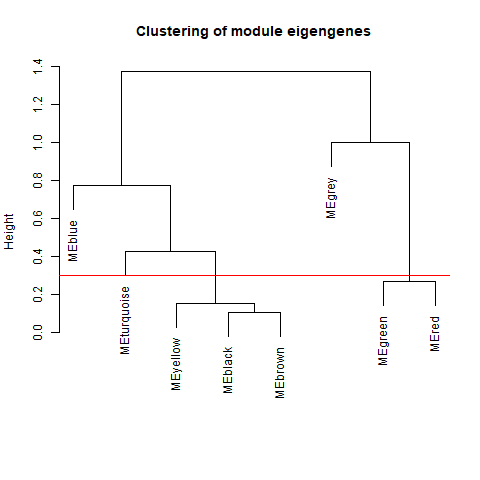 Clustering of module eigengenes
Height
1.4
1.2
1.0
0.8
0.6
0.4
0.2
0.0
MEblue
MEturquoise
MEyellow
MEblack
MEbrown
MEgrey
MEgreen
MEred